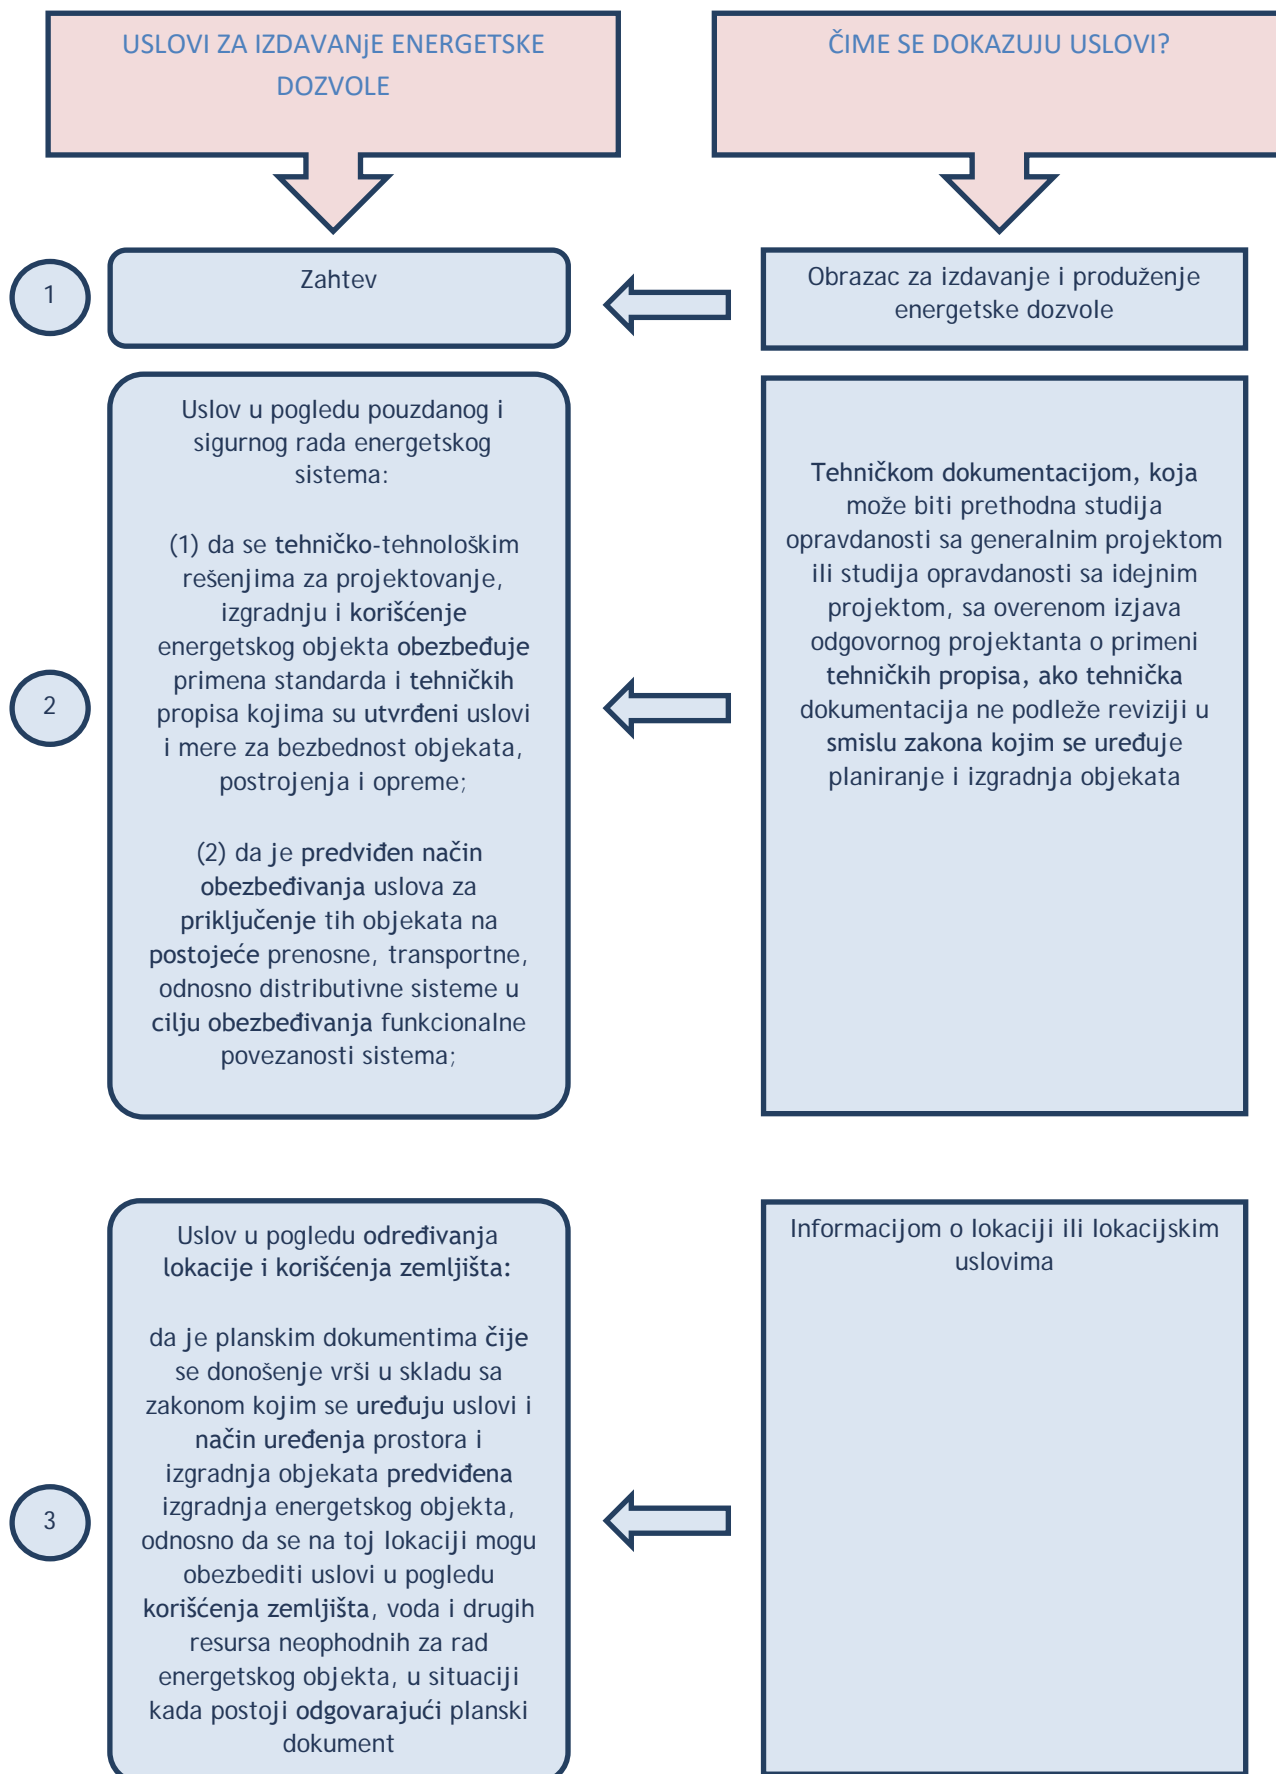 USLOVI ZA IZDAVANjE ENERGETSKE
DOZVOLE
ČIME SE DOKAZUJU USLOVI?
1
Zahtev
Obrazac za izdavanje i produženje
energetske dozvole
2
Uslov u pogledu pouzdanog i
sigurnog rada energetskog
sistema:
(1) da se tehničko-tehnološkim
rešenjima za projektovanje,
izgradnju i korišćenje
energetskog objekta obezbeđuje
primena standarda i tehničkih
propisa kojima su utvrđeni uslovi
i mere za bezbednost objekata,
postrojenja i opreme;
(2) da je predviđen način
obezbeđivanja uslova za
priključenje tih objekata na
postojeće prenosne, transportne,
odnosno distributivne sisteme u
cilju obezbeđivanja funkcionalne
povezanosti sistema;
Tehničkom dokumentacijom, koja
može biti prethodna studija
opravdanosti sa generalnim projektom
ili studija opravdanosti sa idejnim
projektom, sa overenom izjava
odgovornog projektanta o primeni
tehničkih propisa, ako tehnička
dokumentacija ne podleže reviziji u
smislu zakona kojim se uređuje
planiranje i izgradnja objekata
3
Uslov u pogledu određivanja
lokacije i korišćenja zemljišta:
da je planskim dokumentima čije
se donošenje vrši u skladu sa
zakonom kojim se uređuju uslovi i
način uređenja prostora i
izgradnja objekata predviđena
izgradnja energetskog objekta,
odnosno da se na toj lokaciji mogu
obezbediti uslovi u pogledu
korišćenja zemljišta, voda i drugih
resursa neophodnih za rad
energetskog objekta, u situaciji
kada postoji odgovarajući planski
dokument
Informacijom o lokaciji ili lokacijskim
uslovima